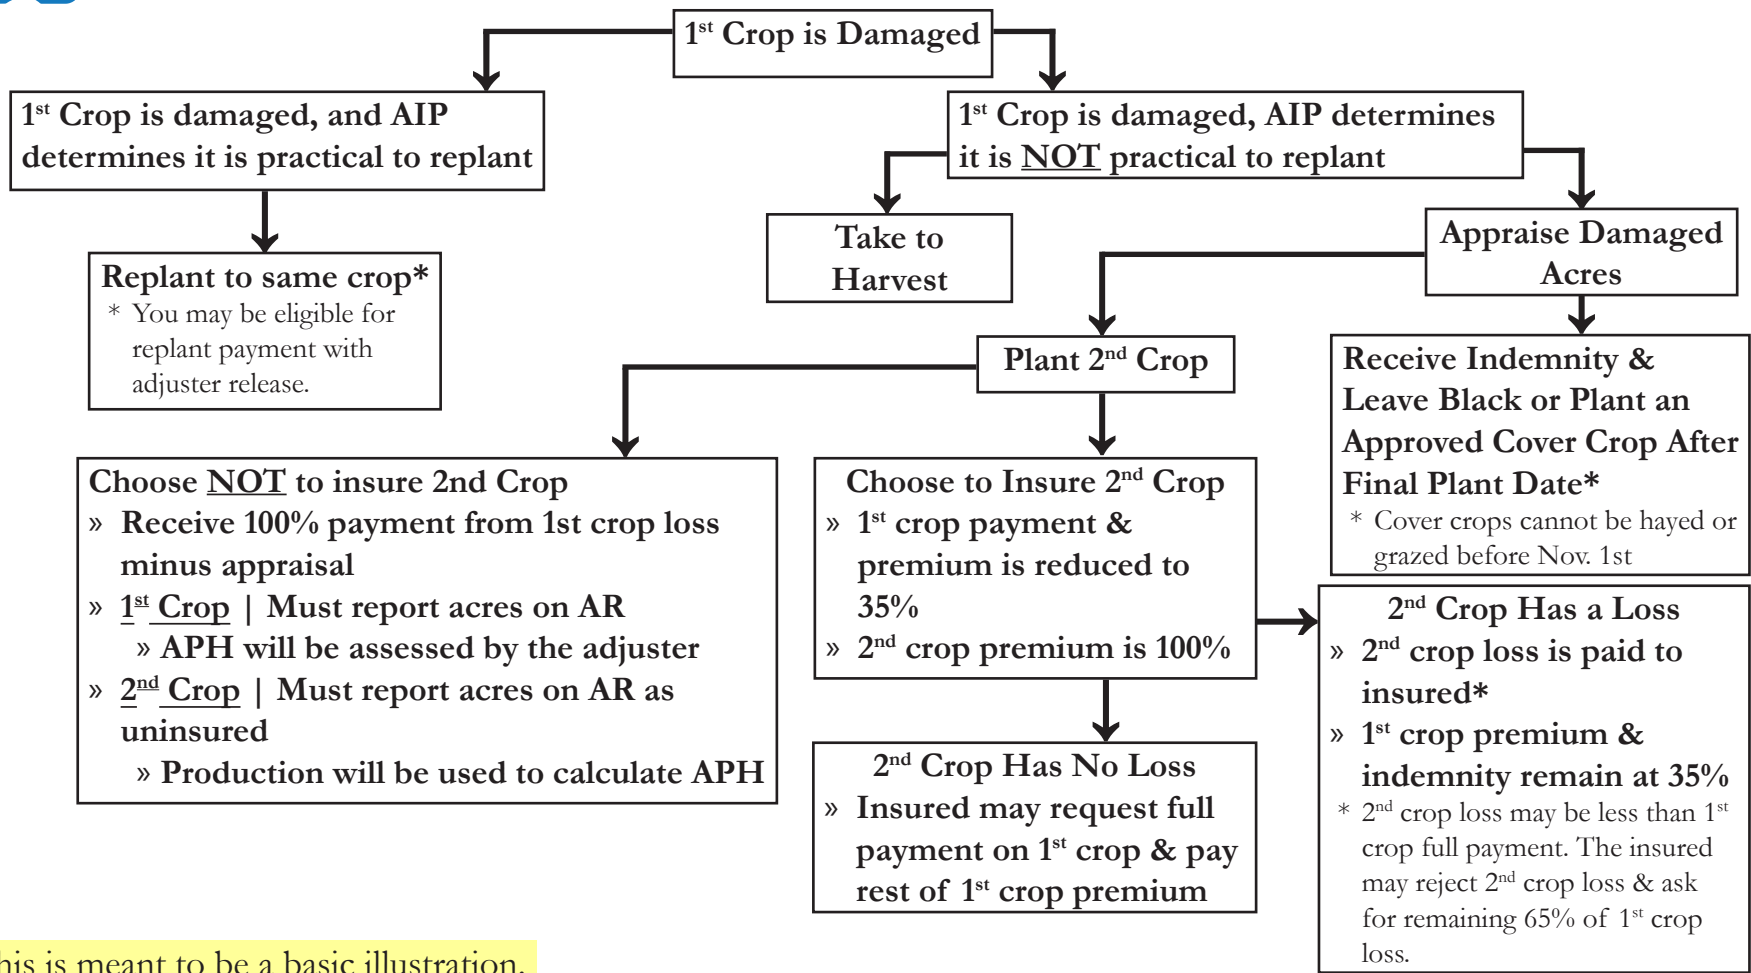 1st Crop is Damaged
1st Crop is damaged, and AIP
determines it is practical to replant
1st Crop is damaged, AIP determines
it is NOT practical to replant
Replant to same crop*
* You may be eligible for
replant payment with
adjuster release.
Take to
Harvest
Appraise Damaged
Acres
Plant 2nd Crop
Receive Indemnity &
Leave Black or Plant an
Approved Cover Crop After
Final Plant Date*
* Cover crops cannot be hayed or
grazed before Nov. 1st
Choose NOT to insure 2nd Crop
» Receive 100% payment from 1st crop loss
minus appraisal
» 1st Crop | Must report acres on AR
» APH will be assessed by the adjuster
» 2nd Crop | Must report acres on AR as
uninsured
» Production will be used to calculate APH
Choose to Insure 2nd Crop
» 1st crop payment &
premium is reduced to
35%
» 2nd crop premium is 100%
2nd Crop Has No Loss
» Insured may request full
payment on 1st crop & pay
rest of 1st crop premium
2nd Crop Has a Loss
» 2nd crop loss is paid to
insured*
» 1st crop premium &
indemnity remain at 35%
* 2nd crop loss may be less than 1st
crop full payment. The insured
may reject 2nd crop loss & ask
for remaining 65% of 1st crop
loss.
is meant to be a basic illustration.